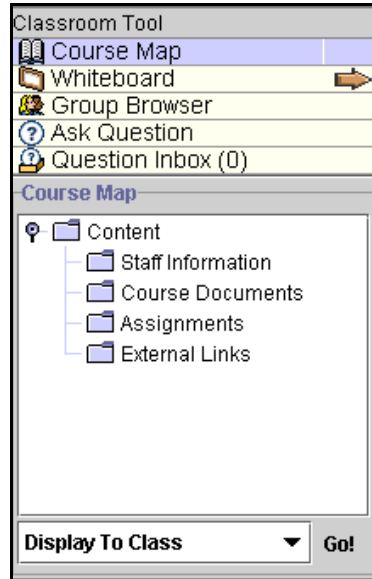 Classroom Tool
Course Map
Whiteboard
Group Browser
Ask Question
Question Inbox (0)
Course Map
Content
Staff Information
Course Documents
Assignments
External Links
Display To Class Go!